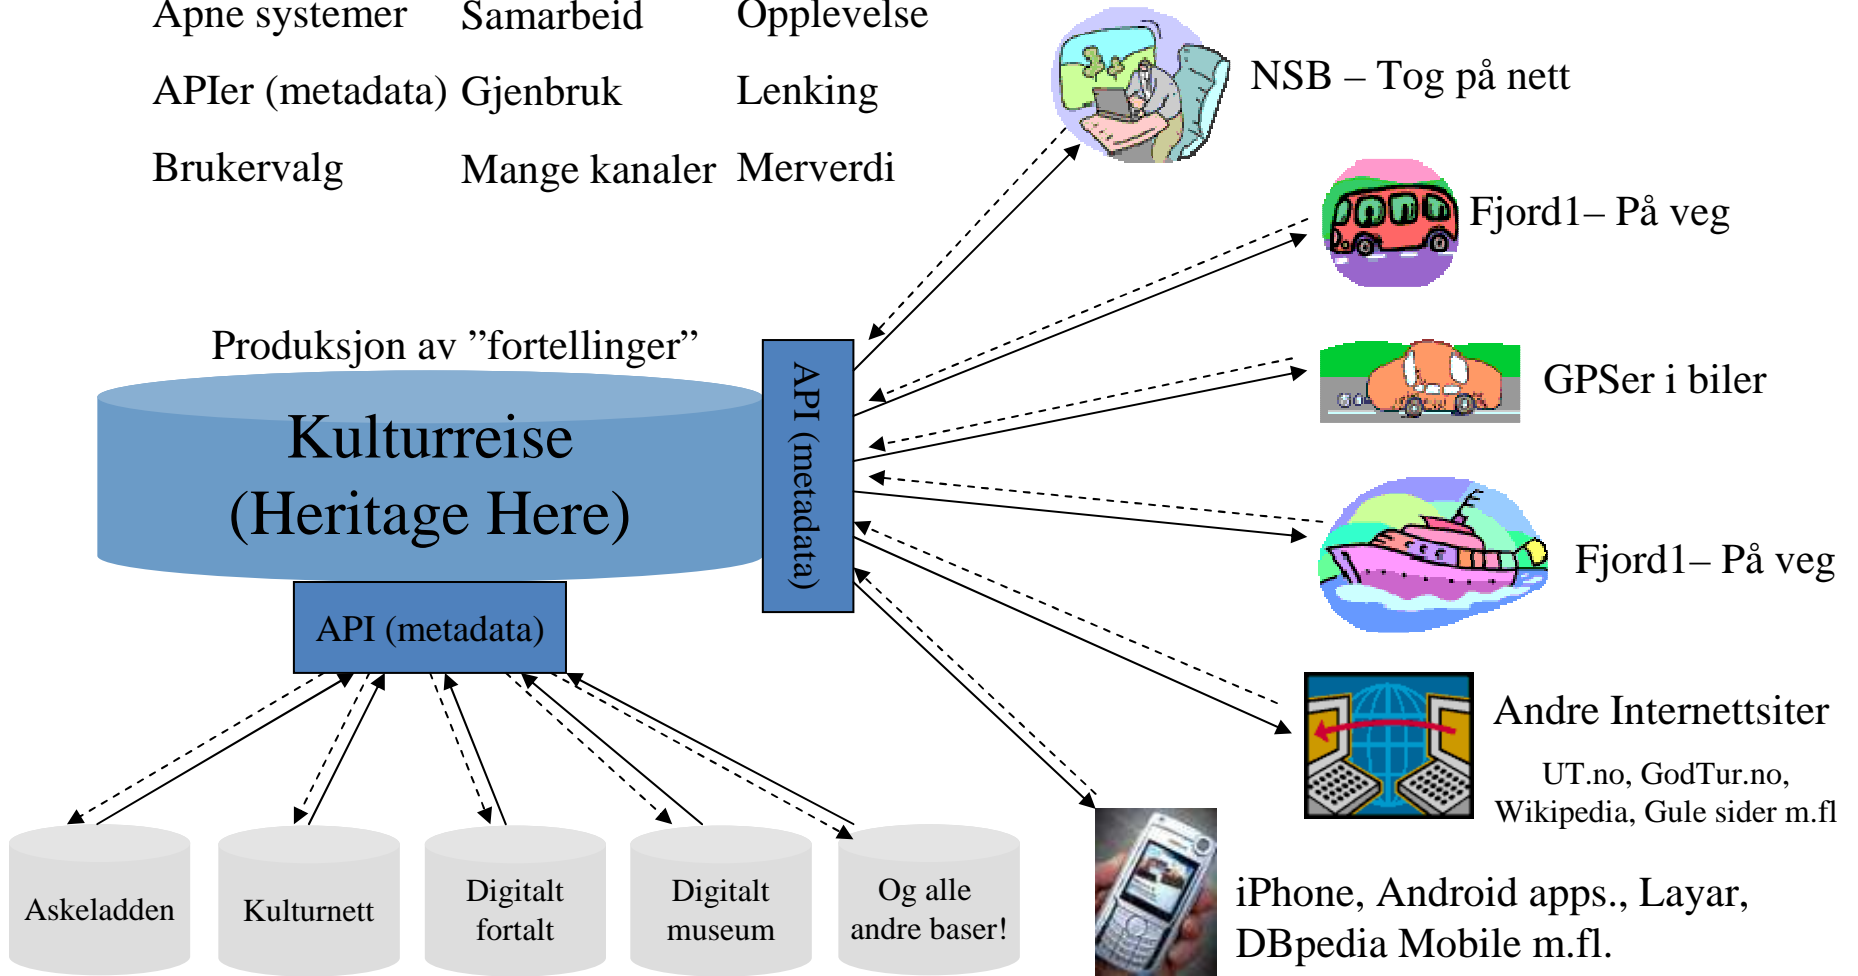 Åpne systemer
Samarbeid
Opplevelse
APIer (metadata)
Gjenbruk
Lenking
Brukervalg
Mange kanaler
Merverdi
NSB – Tog på nett
Fjord1– På veg
GPSer i biler
Fjord1– På veg
Andre Internettsiter
UT.no, GodTur.no,
Wikipedia, Gule sider m.fl
iPhone, Android apps., Layar,
DBpedia Mobile m.fl.
Produksjon av ”fortellinger”
Kulturreise
(Heritage Here)
API (metadata)
API (metadata)
Askeladden
Kulturnett
Digitalt
fortalt
Digitalt
museum
Og alle
andre baser!